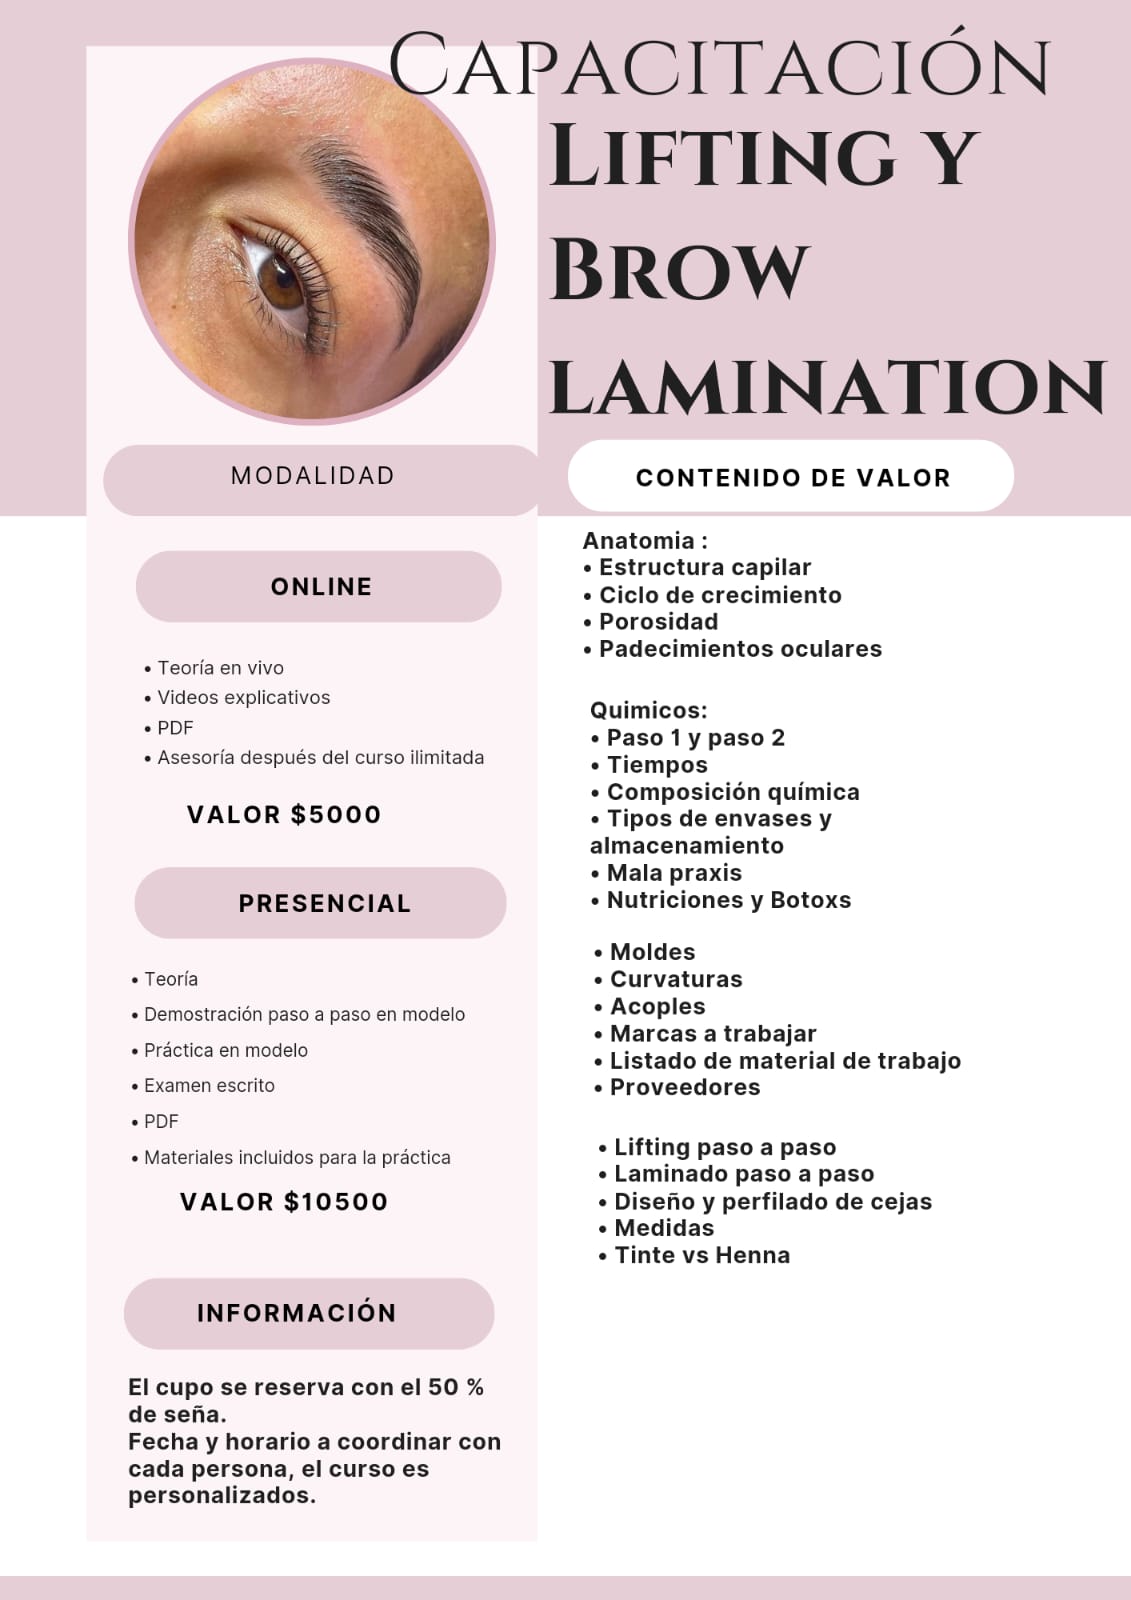 CAPACITACIÓN
LIFTING Y
BROW
LAMINATION
MODALIDAD
ONLINE
• Teoría en vivo
• Videos explicativos
• PDF
• Asesoría después del curso ilimitada
VALOR $5000
PRESENCIAL
• Teoría
• Demostración paso a paso en modelo
• Práctica en modelo
• Examen escrito
• PDF
• Materiales incluidos para la práctica
VALOR $10500
INFORMACIÓN
El cupo se reserva con el 50 %
de seña.
Fecha y horario a coordinar con
cada persona, el curso es
personalizados.
CONTENIDO DE VALOR
Anatomia :
• Estructura capilar
• Ciclo de crecimiento
• Porosidad
• Padecimientos oculares
Quimicos:
• Paso 1 y paso 2
• Tiempos
• Composición química
• Tipos de envases y
almacenamiento
• Mala praxis
• Nutriciones y Botoxs
• Moldes
• Curvaturas
• Acoples
• Marcas a trabajar
• Listado de material de trabajo
• Proveedores
• Lifting paso a paso
• Laminado paso a paso
• Diseño y perfilado de cejas
• Medidas
• Tinte vs Henna